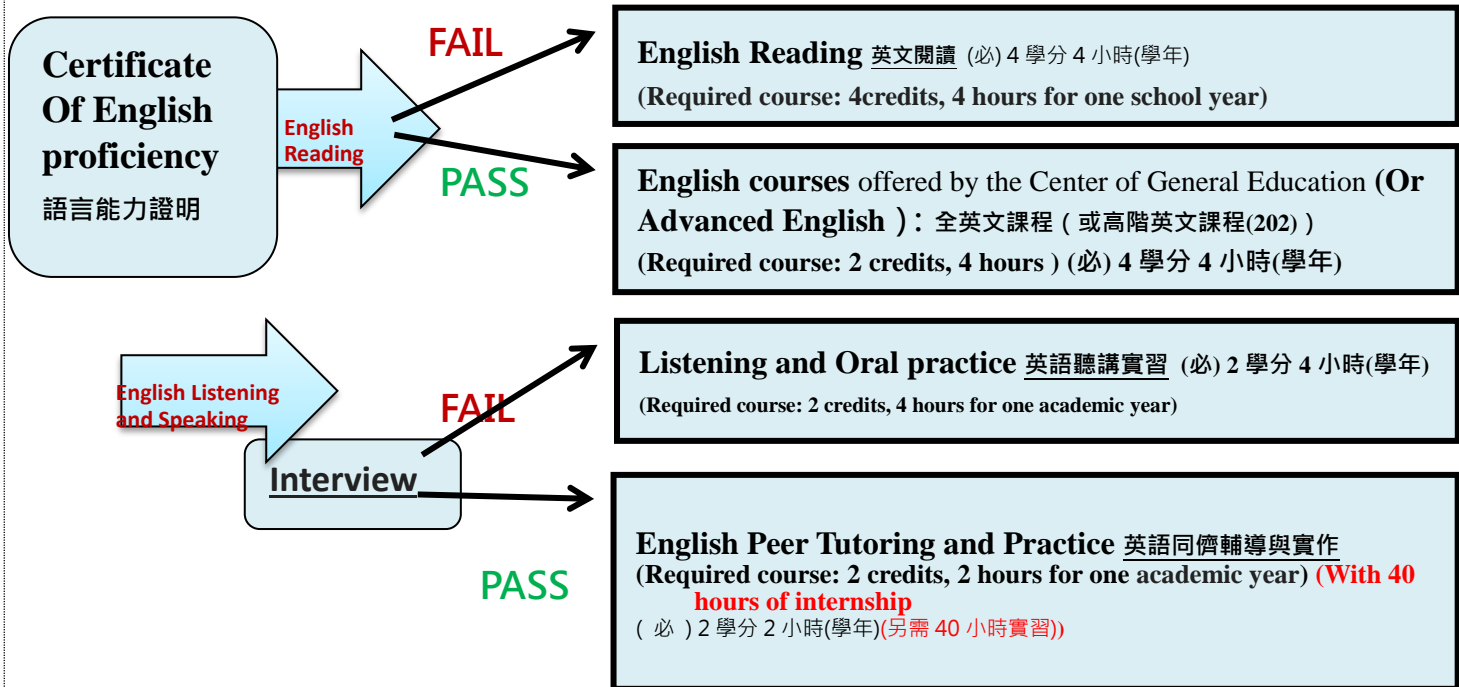 Certificate
Of English
proficiency
語言能力證明
English
Reading
FAIL
PASS
English Reading 英文閱讀 (必) 4 學分 4 小時(學年)
(Required course: 4credits, 4 hours for one school year)
English courses offered by the Center of General Education (Or
Advanced English )：全英文課程（或高階英文課程(202)）
(Required course: 2 credits, 4 hours ) (必) 4 學分 4 小時(學年)
English Listening
and Speaking
Interview
FAIL
PASS
Listening and Oral practice 英語聽講實習 (必) 2 學分 4 小時(學年)
(Required course: 2 credits, 4 hours for one academic year)
English Peer Tutoring and Practice 英語同儕輔導與實作
(Required course: 2 credits, 2 hours for one academic year) (With 40
hours of internship
( 必 ) 2 學分 2 小時(學年)(另需 40 小時實習))